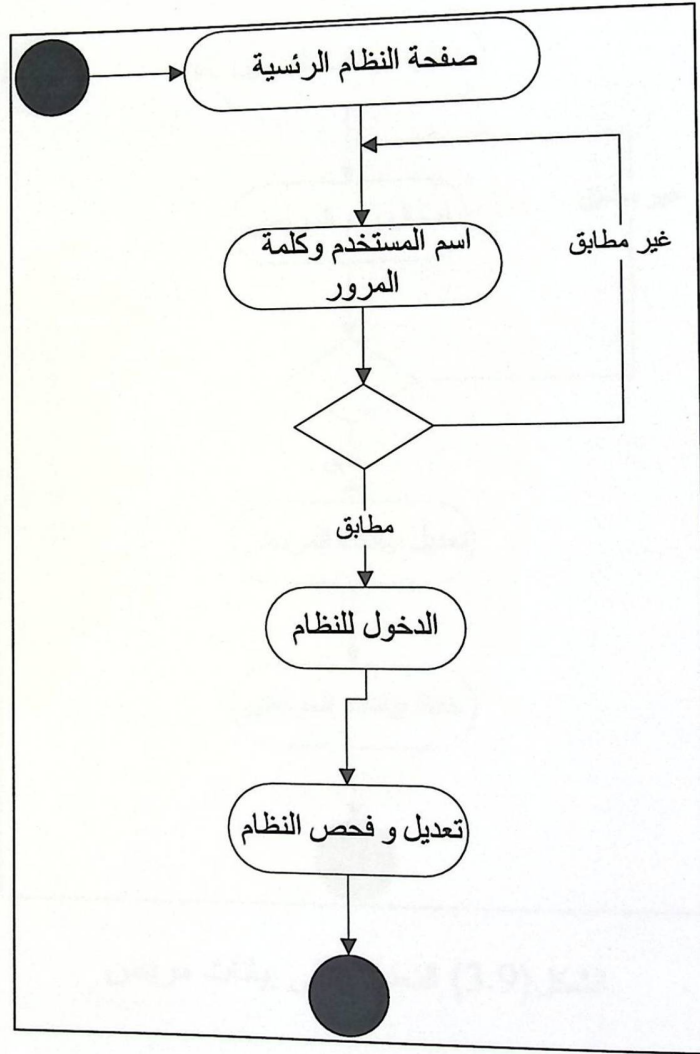 صفحة النظام الرئسية
اسم المستخدم وكلمة
المرور
غير مطابق
مطابق
الدخول للنظام
تعديل و فحص النظام